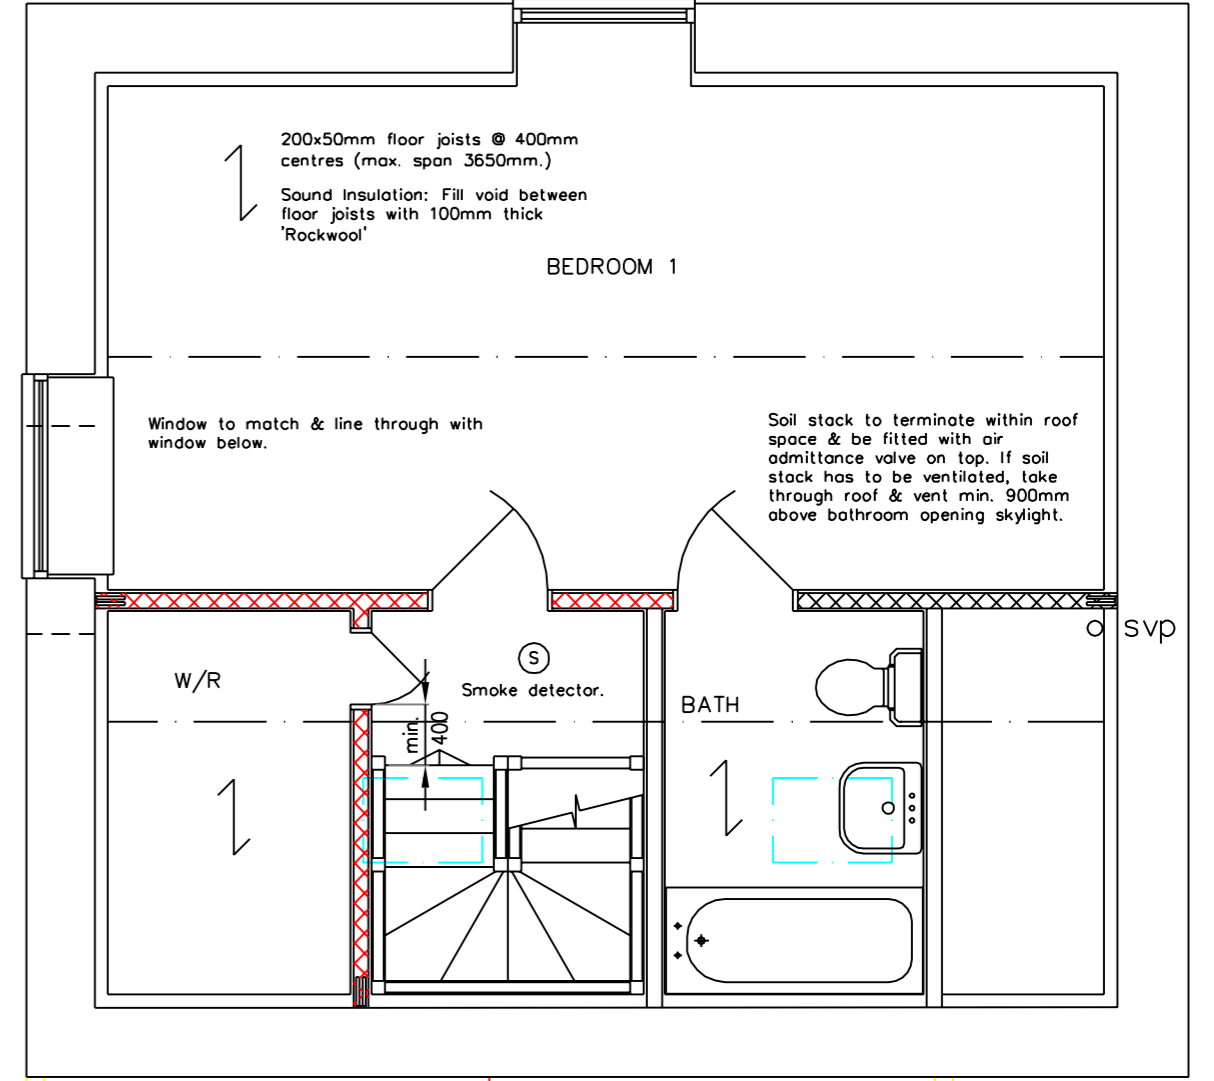 200x50mm floor joists @ 400mm
centres (max. span 3650mm.)
Sound Insulation: Fill void between
floor joists with 100mm thick
'Rockwool'
BEDROOM 1
Window to match & line through with
window below.
Soil stack to terminate within roof
space & be fitted with air
admittance valve on top. If soil
stack has to be ventilated, take
through roof & vent min. 900mm
above bathroom opening skylight.
svp
S
Smoke detector.
W/R
BATH
min.
400